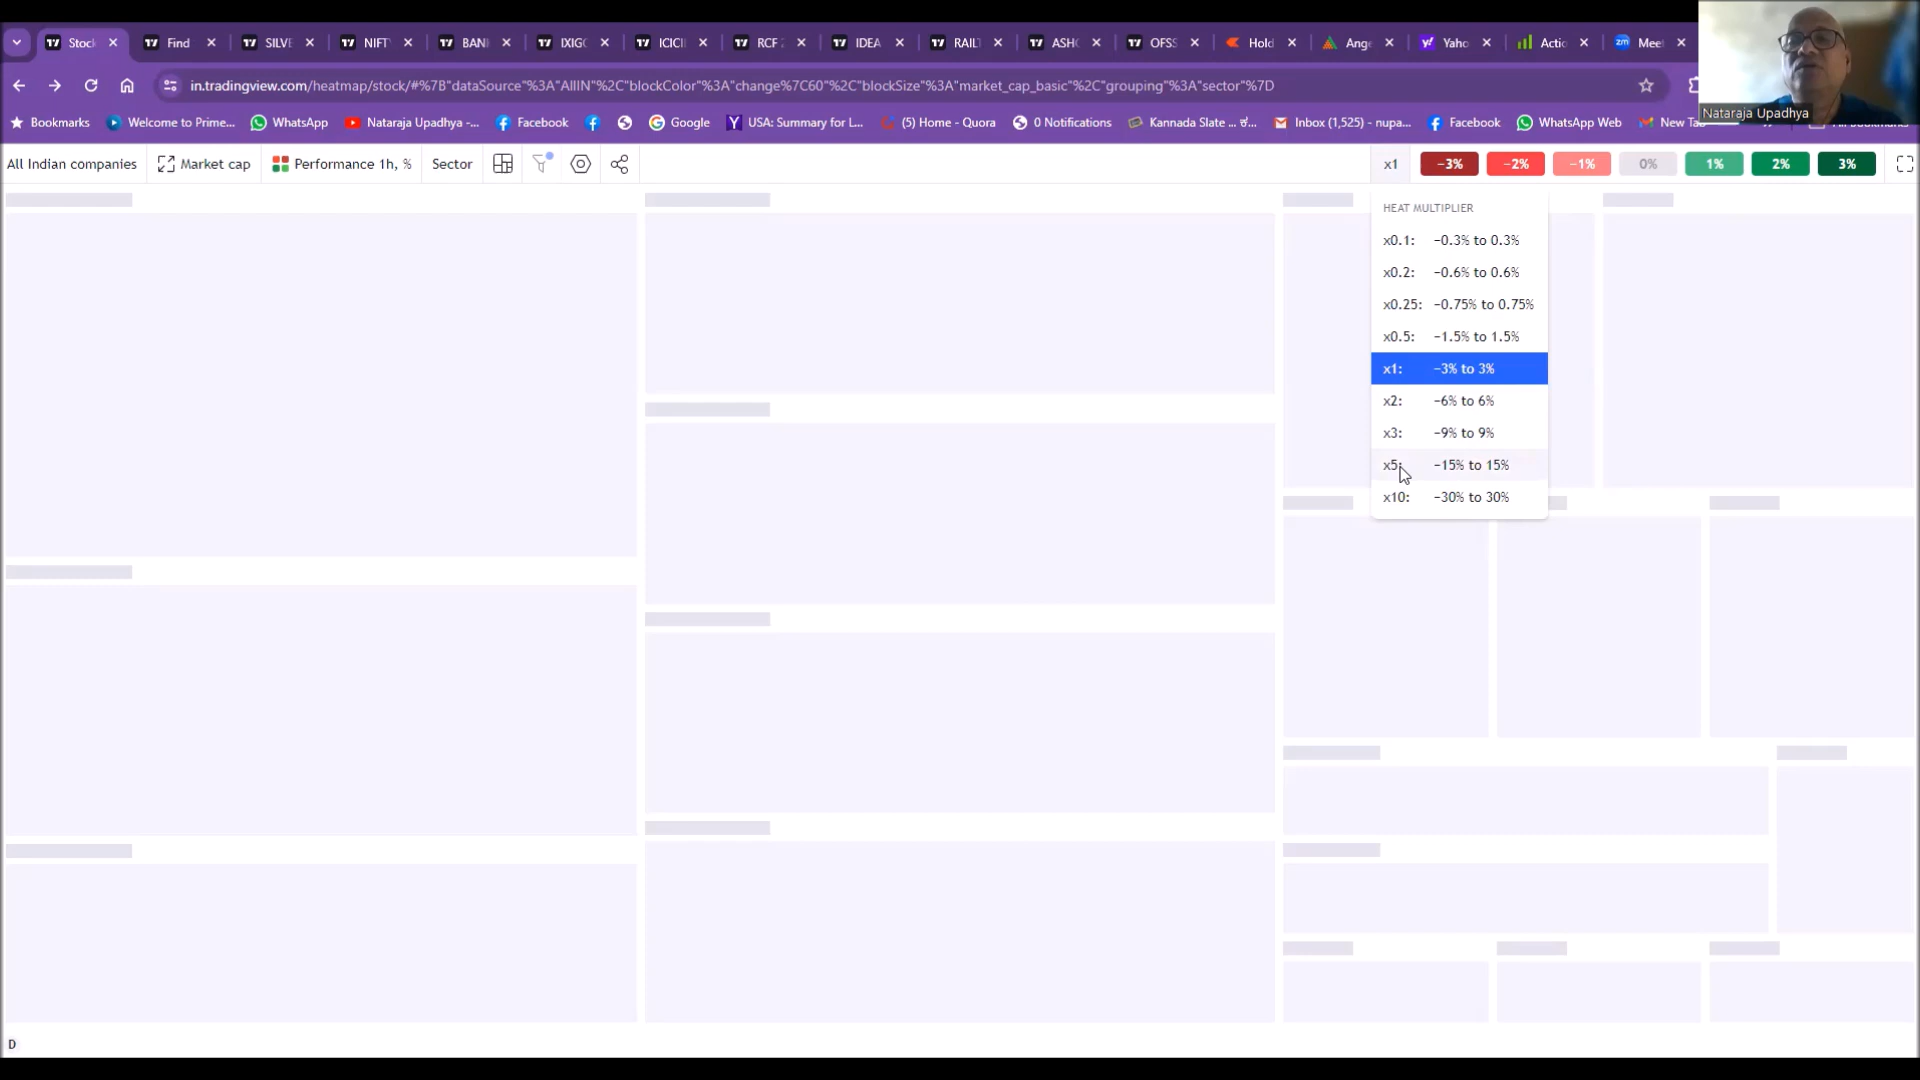 Stoc
Find
SILVE
NIFT
BANI
IXIGO
ICICI
RCF
IDEA
RAIL
ASHO
OFSS
Hold
Ange
Yaho
Actio
Mee
in.tradingview.com/heatmap/stock/#%7B"dataSource"%3A"AllIN"%2C"blockColor"%3A"change%7C60"%2C"blockSize"%3A"market_cap_basic"%2C"grouping"%3A"sector"%7D
Nataraja Upadhya
Bookmarks
Welcome to Prime...
WhatsApp
Nataraja Upadhya -...
Facebook
Google
USA: Summary for L...
(5) Home - Quora
0 Notifications
Kannada Slate ...
Inbox (1,525) - nupa...
Facebook
WhatsApp Web
New Tab
All Indian companies
Market cap
Performance 1h, %
Sector
x1
−3%
−2%
−1%
0%
1%
2%
3%
HEAT MULTIPLIER
x0.1: −0.3% to 0.3%
x0.2: −0.6% to 0.6%
x0.25: −0.75% to 0.75%
x0.5: −1.5% to 1.5%
x1: −3% to 3%
x2: −6% to 6%
x3: −9% to 9%
x5: −15% to 15%
x10: −30% to 30%
D